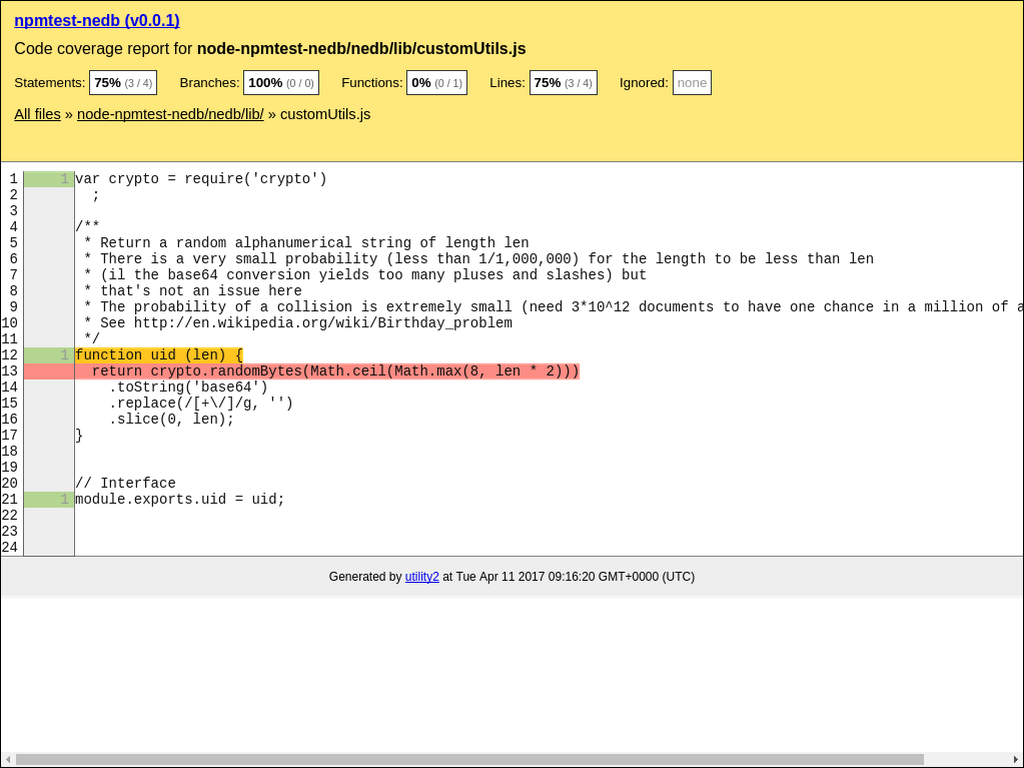 npmtest-nedb (v0.0.1)
Code coverage report for node-npmtest-nedb/nedb/lib/customUtils.js
Statements: 75% (3 / 4) Branches: 100% (0 / 0) Functions: 0% (0 / 1) Lines: 75% (3 / 4) Ignored: none
All files » node-npmtest-nedb/nedb/lib/ » customUtils.js
1 1 var crypto = require('crypto')
2 ;
3
4 /**
5 * Return a random alphanumerical string of length len
6 * There is a very small probability (less than 1/1,000,000) for the length to be less than len
7 * (il the base64 conversion yields too many pluses and slashes) but
8 * that's not an issue here
9 * The probability of a collision is extremely small (need 3*10^12 documents to have one chance in a million of a
10 * See http://en.wikipedia.org/wiki/Birthday_problem
11 */
12 1 function uid (len) {
13 return crypto.randomBytes(Math.ceil(Math.max(8, len * 2)))
14 .toString('base64')
15 .replace(/[+\/]/g, '')
16 .slice(0, len);
17 }
18
19
20 // Interface
21 1 module.exports.uid = uid;
22
23
24
Generated by utility2 at Tue Apr 11 2017 09:16:20 GMT+0000 (UTC)